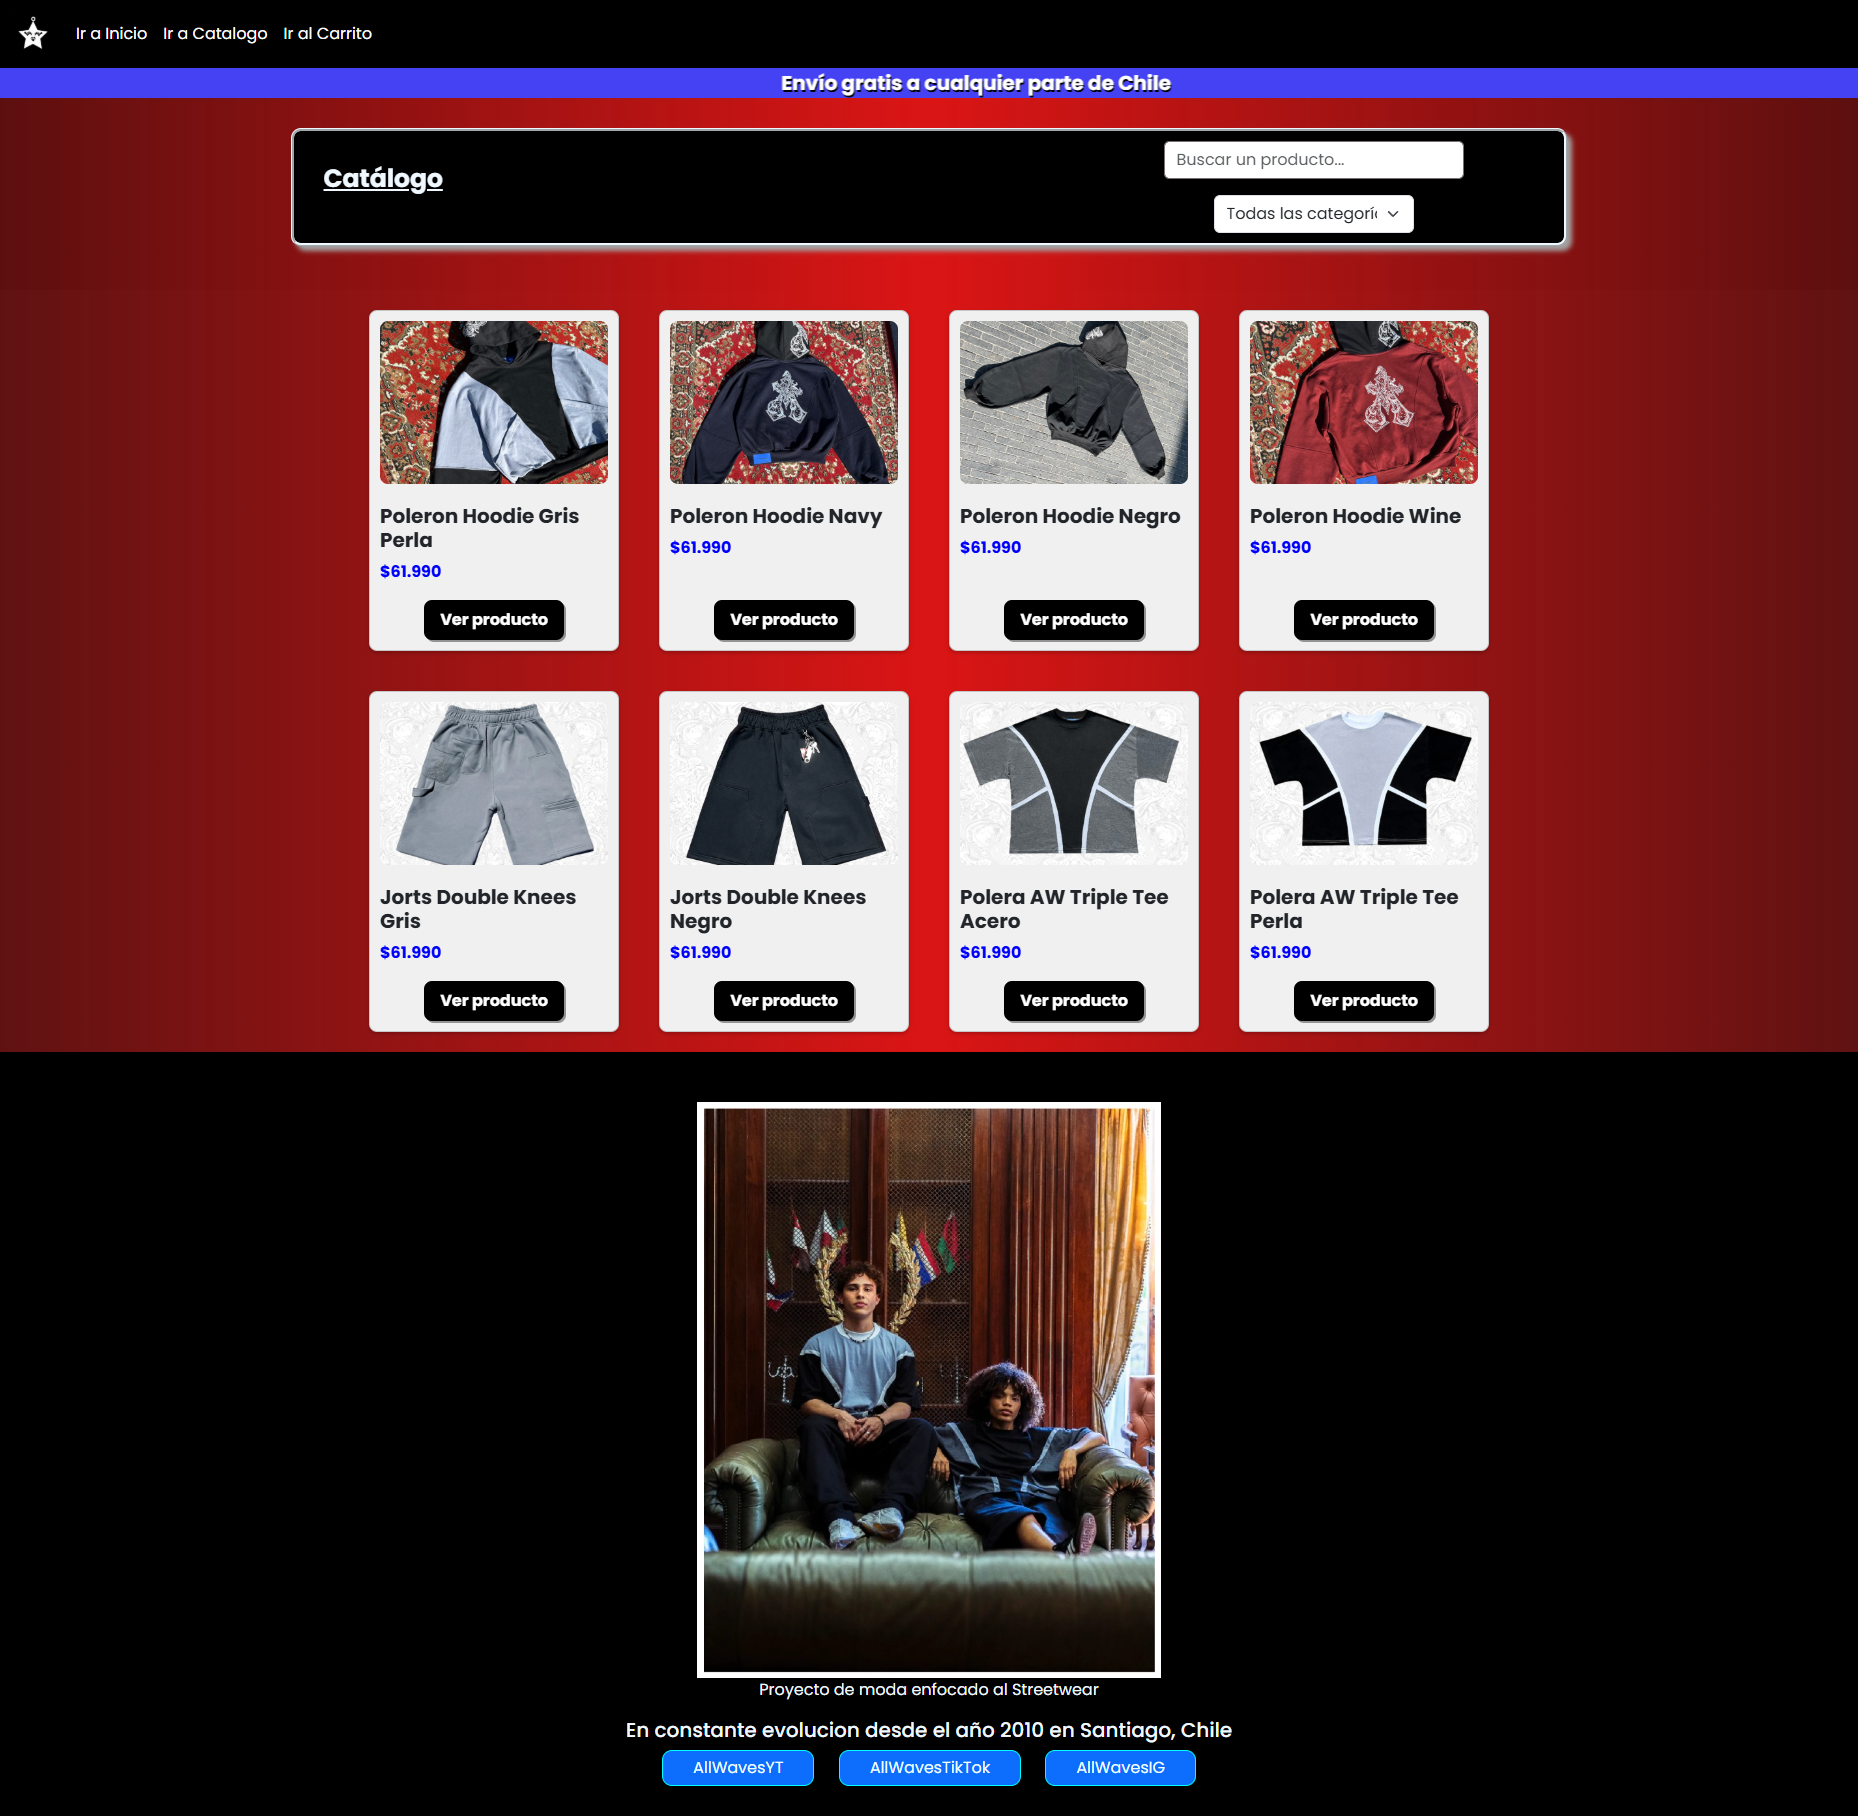 Ir a Inicio Ir a Catalogo Ir al Carrito
Envío gratis a cualquier parte de Chile
Catálogo
Buscar un producto...
Todas las categorí
Poleron Hoodie Gris
Perla
$61.990
Ver producto
Poleron Hoodie Navy
$61.990
Ver producto
Poleron Hoodie Negro
$61.990
Ver producto
Poleron Hoodie Wine
$61.990
Ver producto
Jorts Double Knees
Gris
$61.990
Ver producto
Jorts Double Knees
Negro
$61.990
Ver producto
Polera AW Triple Tee
Acero
$61.990
Ver producto
Polera AW Triple Tee
Perla
$61.990
Ver producto
Proyecto de moda enfocado al Streetwear
En constante evolucion desde el año 2010 en Santiago, Chile
AllWavesYT AllWavesTikTok AllWavesIG